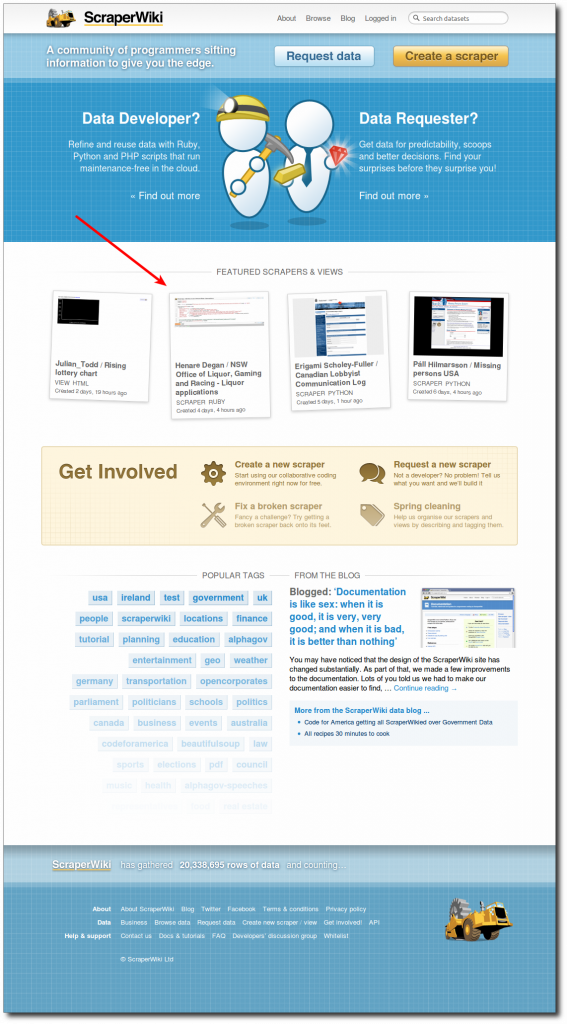 ScraperWiki
About Browse Blog Logged in Search datasets
A community of programmers sifting
information to give you the edge.
Request data
Create a scraper
Data Developer?
Refine and reuse data with Ruby,
Python and PHP scripts that run
maintenance-free in the cloud.
« Find out more
Data Requester?
Get data for predictability, scoops
and better decisions. Find your
surprises before they surprise you!
Find out more »
FEATURED SCRAPERS & VIEWS
Julian_Todd / Rising
lottery chart
VIEW HTML
Created 2 days, 19 hours ago
Henare Degan / NSW
Office of Liquor, Gaming
and Racing - Liquor
applications
SCRAPER RUBY
Created 4 days, 4 hours ago
Erigami Scholey-Fuller /
Canadian Lobbyist
Communication Log
SCRAPER PYTHON
Created 5 days, 1 hour ago
Páll Hilmarsson / Missing
persons USA
SCRAPER PYTHON
Created 6 days, 4 hours ago
Get Involved
Create a new scraper
Start using our collaborative coding
environment right now for free.
Request a new scraper
Not a developer? No problem! Tell us
what you want and we'll build it
Fix a broken scraper
Fancy a challenge? Try getting a
broken scraper back onto its feet.
Spring cleaning
Help us organise our scrapers and
views by describing and tagging them.
POPULAR TAGS
usa ireland test government uk
people scraperwiki locations finance
tutorial planning education alphagov
entertainment geo weather
germany transportation opencorporates
parliament politicians schools politics
canada business events australia
codeforamerica beautifulsoup law
sports elections pdf council
music health alphagov-speeches
FROM THE BLOG
Blogged: ‘Documentation
is like sex: when it is
good, it is very, very
good; and when it is bad,
it is better than nothing’
You may have noticed that the design of the ScraperWiki site has
changed substantially. As part of that, we made a few improvements
to the documentation. Lots of you told us we had to make our
documentation easier to find, … Continue reading →
More from the ScraperWiki data blog ...
Code for America getting all ScraperWikied over Government Data
All recipes 30 minutes to cook
ScraperWiki has gathered 20,338,695 rows of data and counting...
About About ScraperWiki Blog Twitter Facebook Terms & conditions Privacy policy
Data Business Browse data Request data Create new scraper / view Get involved! API
Help & support Contact us Docs & tutorials FAQ Developers' discussion group Whitelist
© ScraperWiki Ltd